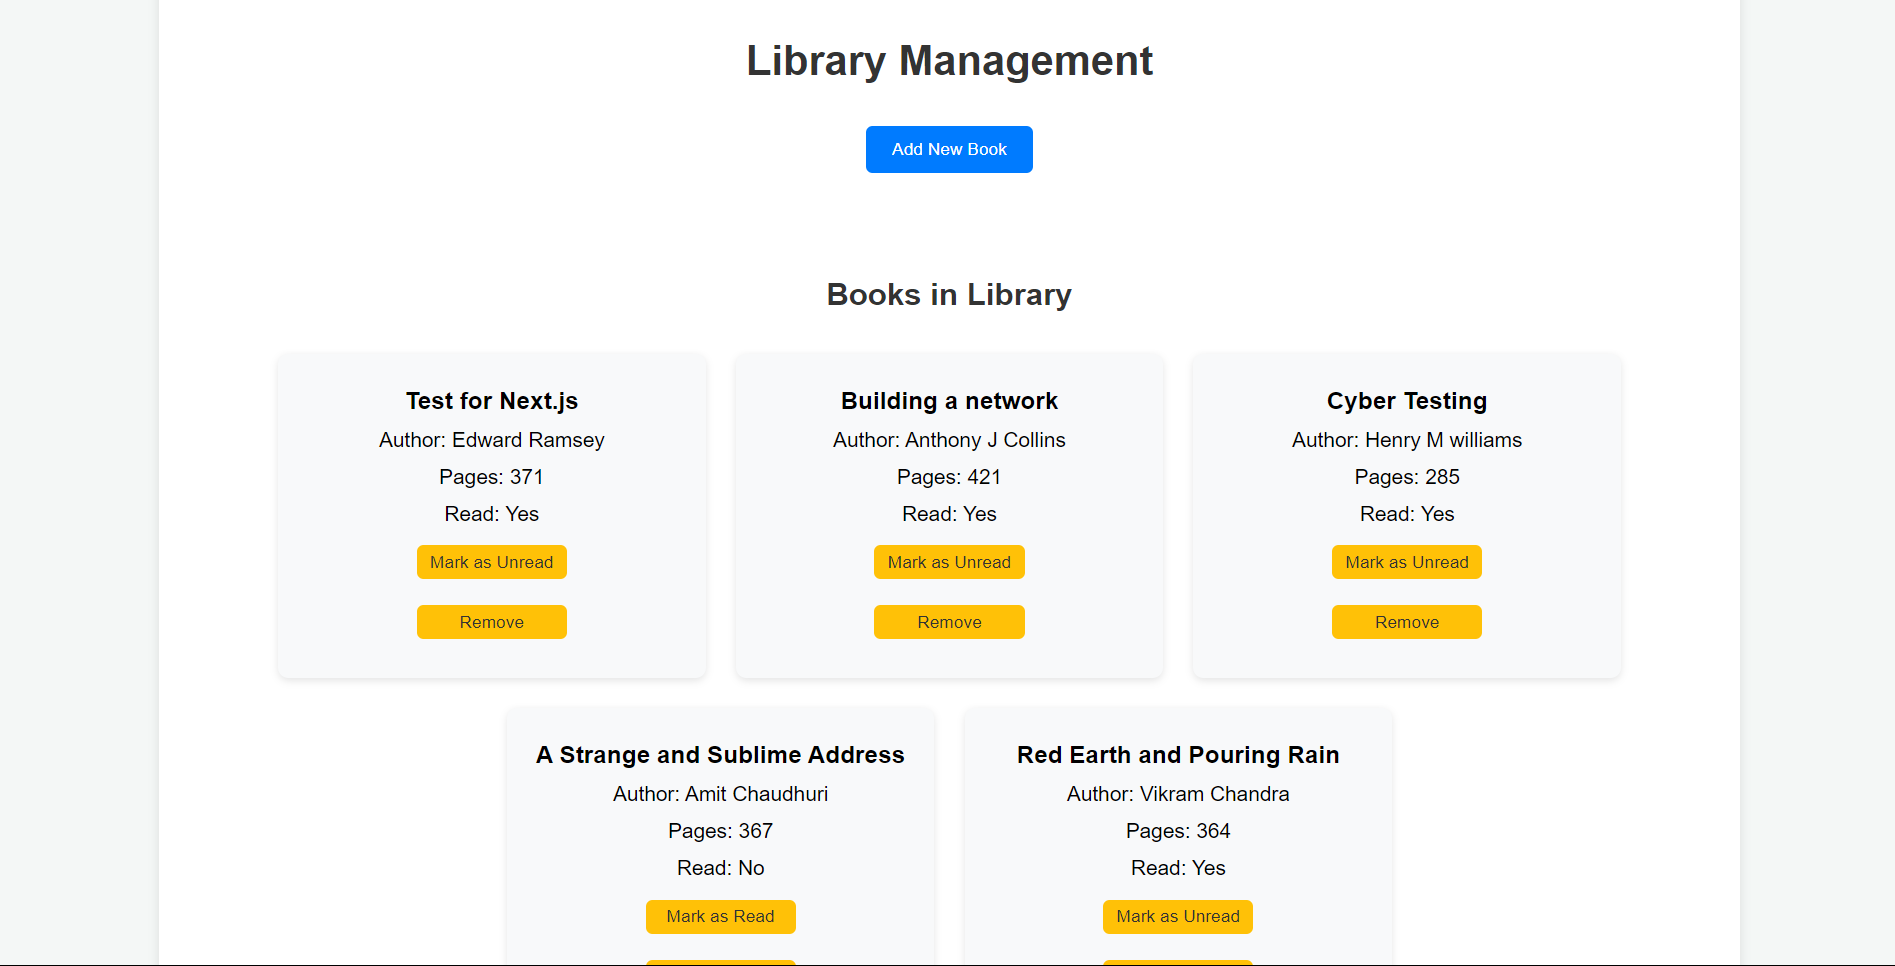 Library Management
Add New Book
Books in Library
Test for Next.js
Author: Edward Ramsey
Pages: 371
Read: Yes
Mark as Unread
Remove
Building a network
Author: Anthony J Collins
Pages: 421
Read: Yes
Mark as Unread
Remove
Cyber Testing
Author: Henry M williams
Pages: 285
Read: Yes
Mark as Unread
Remove
A Strange and Sublime Address
Author: Amit Chaudhuri
Pages: 367
Read: No
Mark as Read
Red Earth and Pouring Rain
Author: Vikram Chandra
Pages: 364
Read: Yes
Mark as Unread